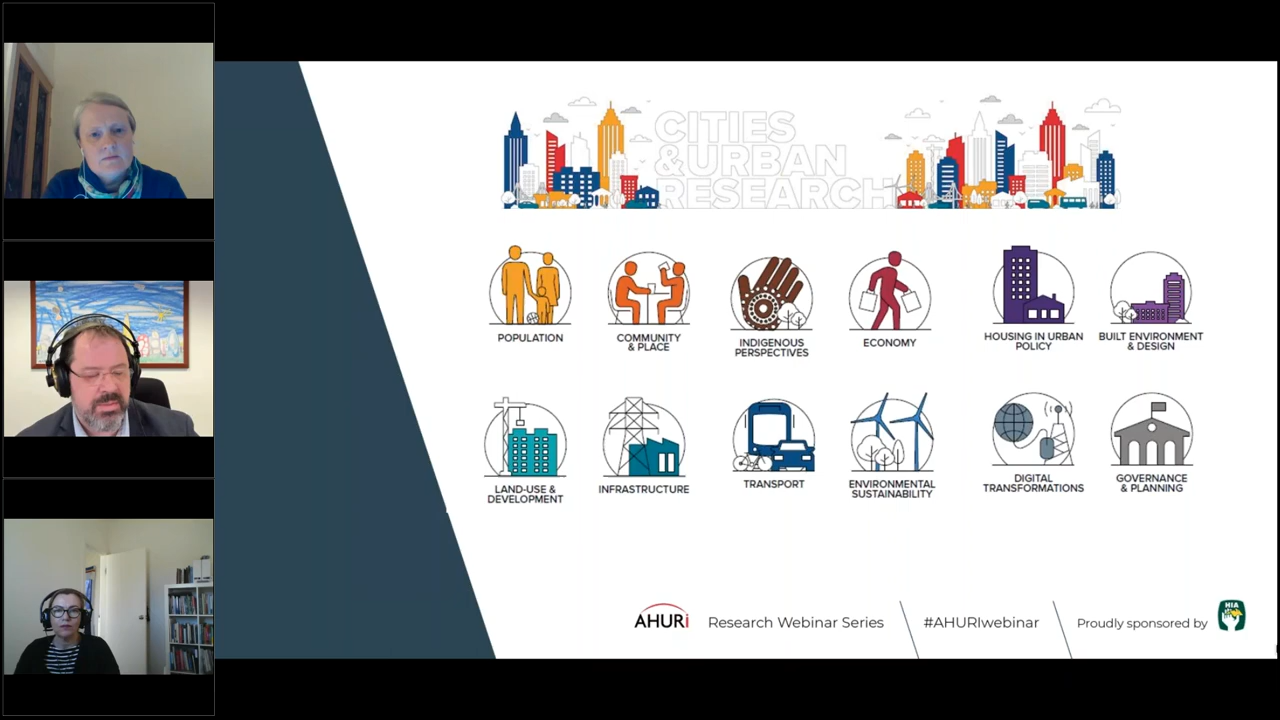 CITIES
&URBAN
RESEARCH
POPULATION
COMMUNITY
& PLACE
INDIGENOUS
PERSPECTIVES
ECONOMY
HOUSING IN URBAN
POLICY
BUILT ENVIRONMENT
& DESIGN
LAND-USE &
DEVELOPMENT
INFRASTRUCTURE
TRANSPORT
ENVIRONMENTAL
SUSTAINABILITY
DIGITAL
TRANSFORMATIONS
GOVERNANCE
& PLANNING
AHURi
Research Webinar Series
#AHURIwebinar
Proudly sponsored by
HIA